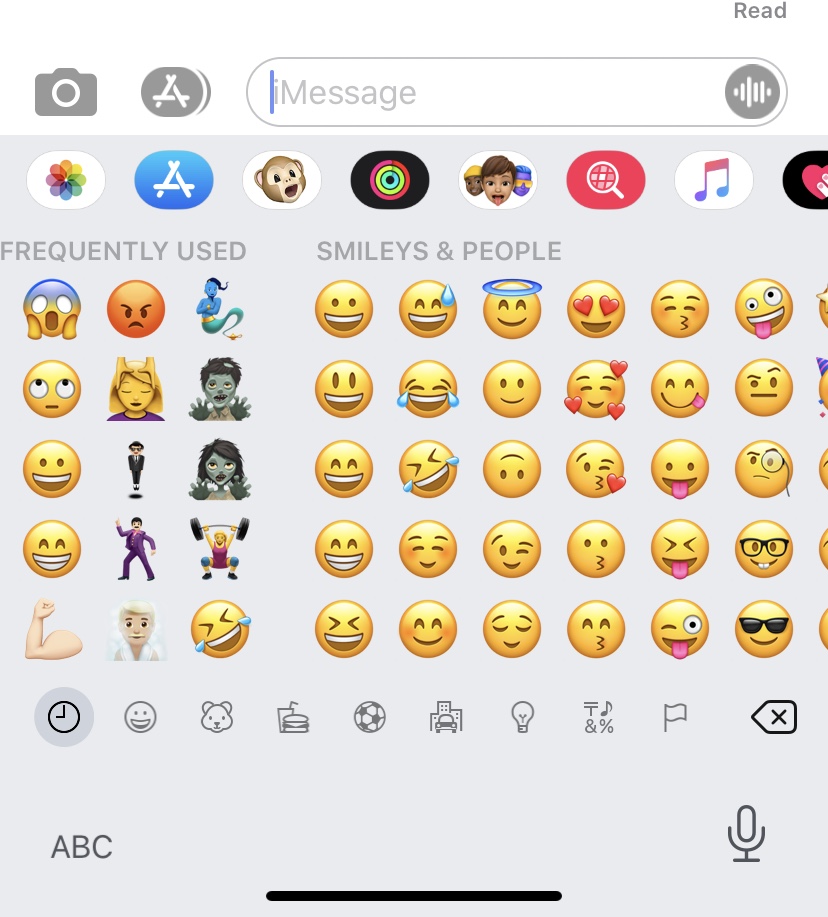 Read
iMessage
FREQUENTLY USED
SMILEYS & PEOPLE
&%
ABC